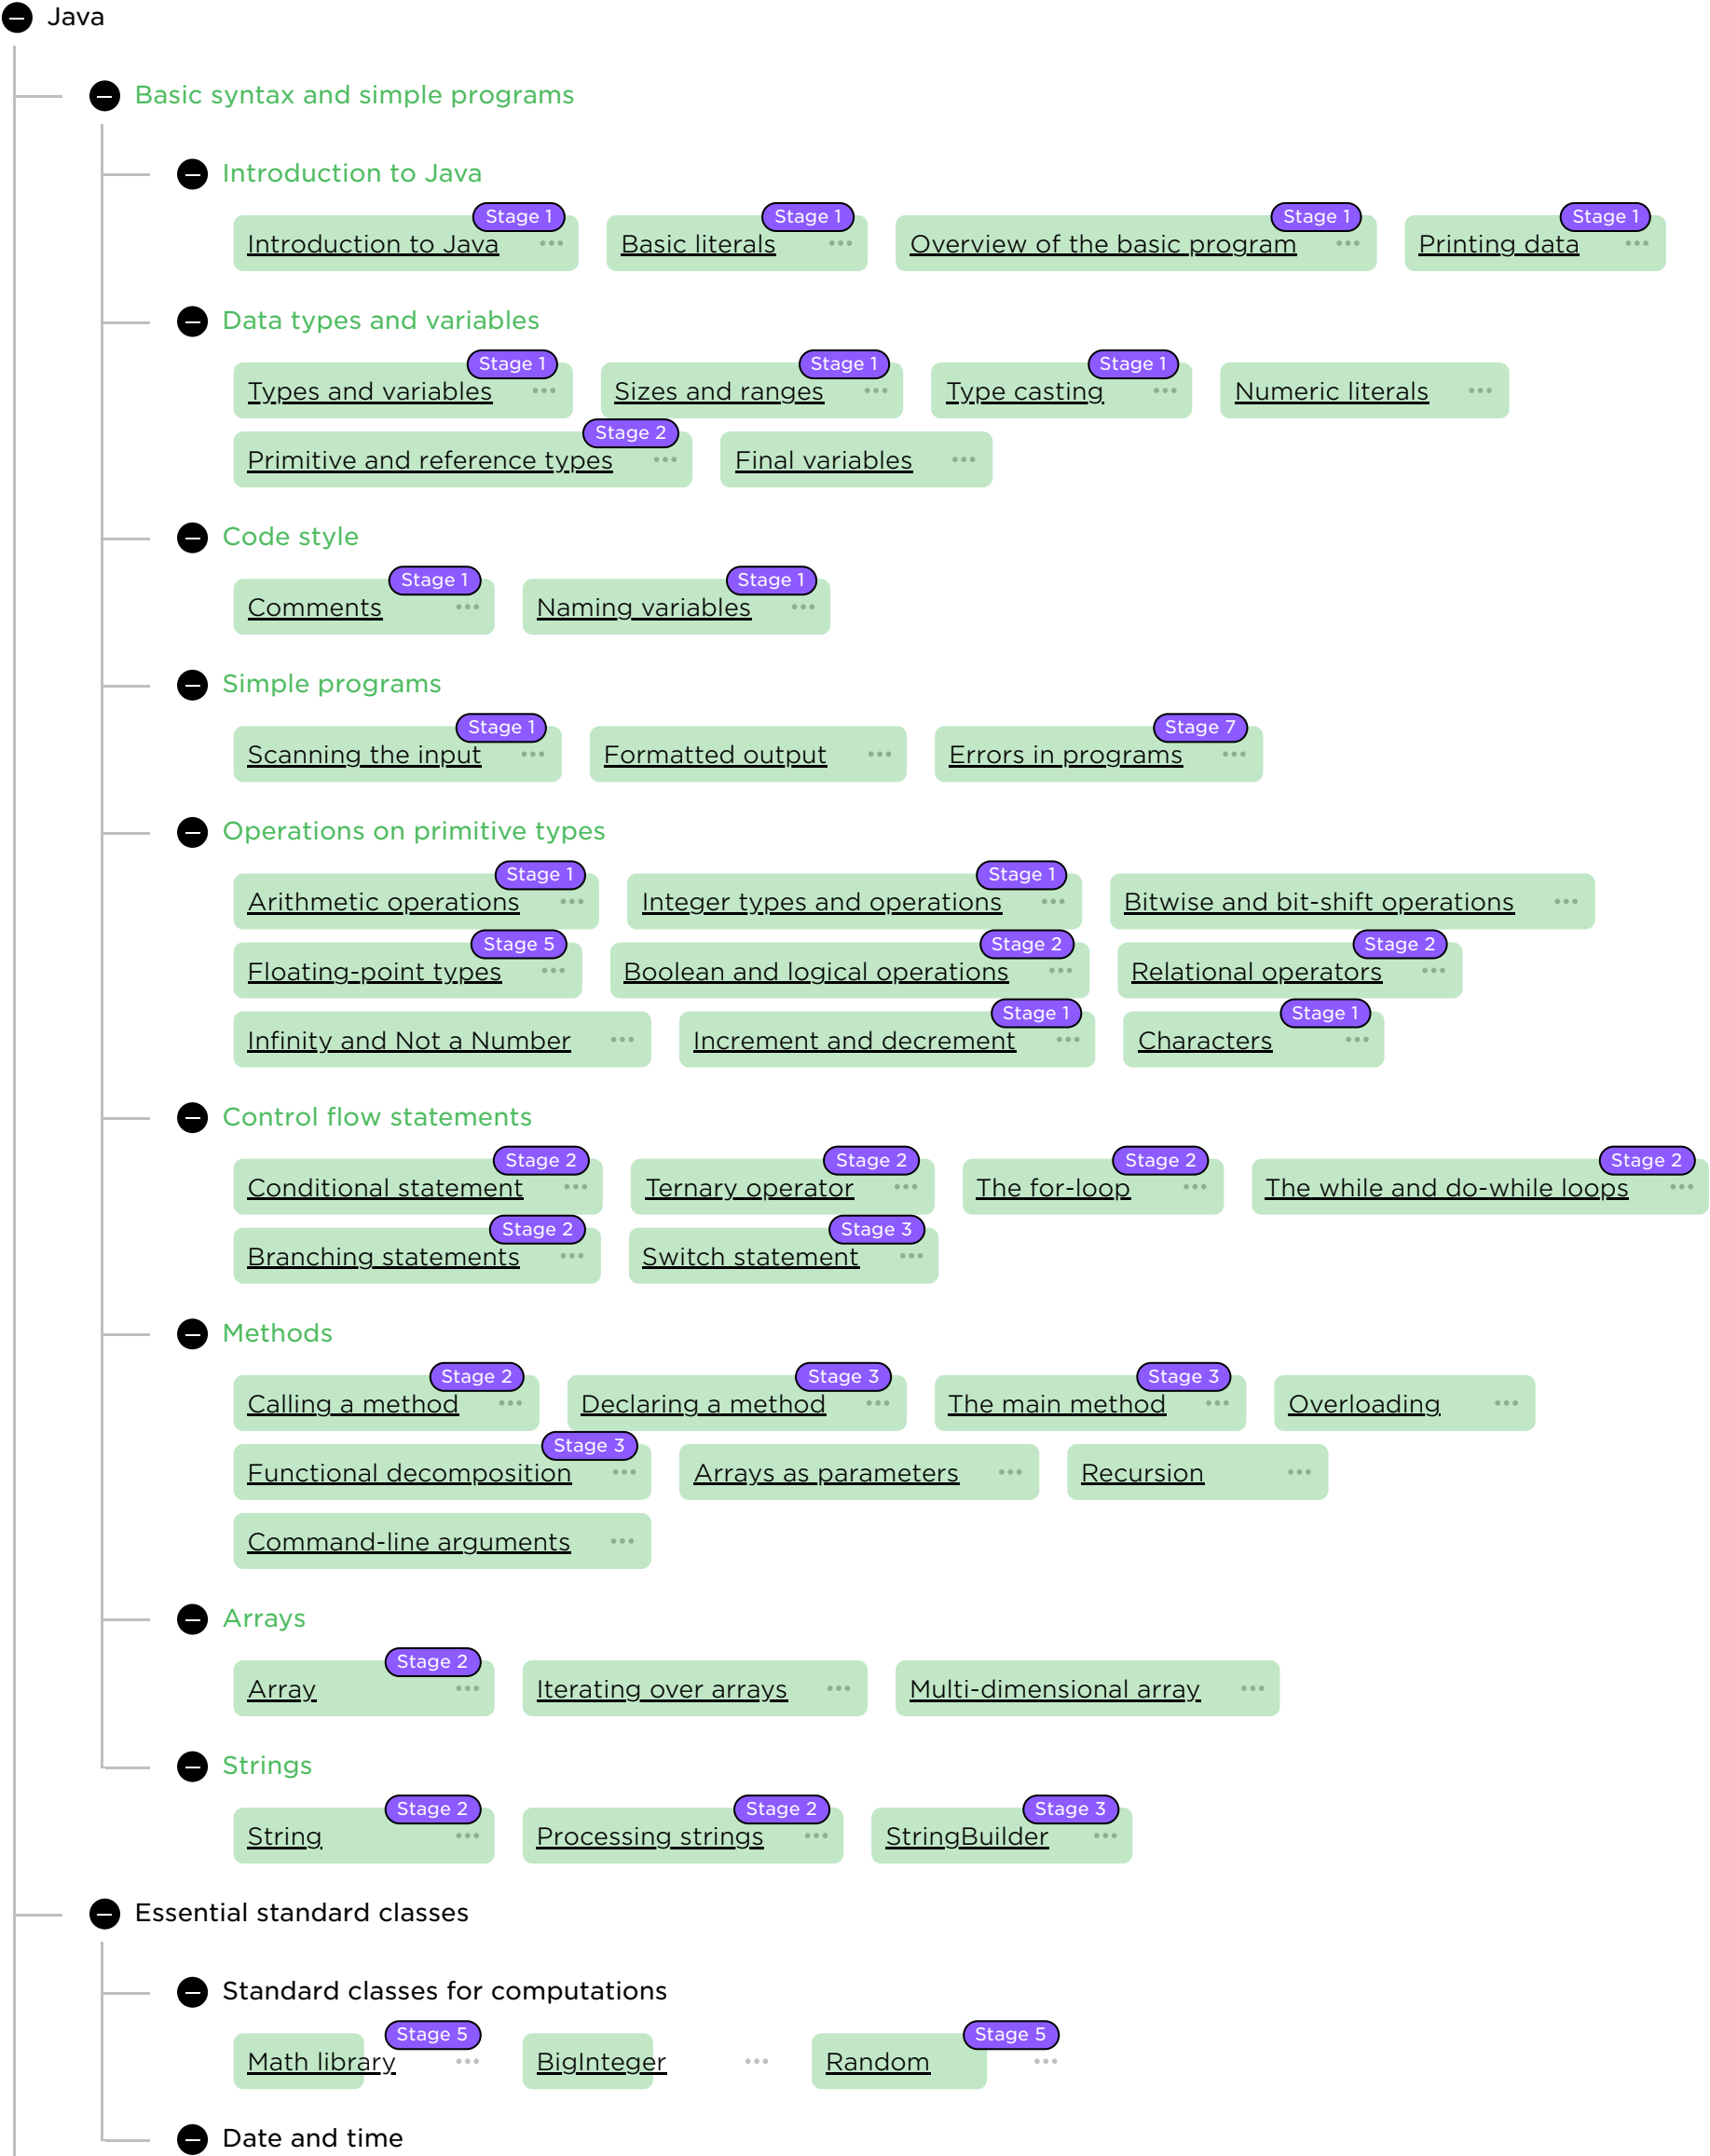 Java
Basic syntax and simple programs
Introduction to Java
Stage 1 Stage 1 Stage 1 Stage 1
Introduction to Java ... Basic literals ... Overview of the basic program ... Printing data ...
Data types and variables
Stage 1 Stage 1 Stage 1
Types and variables ... Sizes and ranges ... Type casting ... Numeric literals ...
Stage 2
Primitive and reference types ... Final variables ...
Code style
Stage 1 Stage 1
Comments ... Naming variables ...
Simple programs
Stage 1 Stage 7
Scanning the input ... Formatted output ... Errors in programs ...
Operations on primitive types
Stage 1 Stage 1
Arithmetic operations ... Integer types and operations ... Bitwise and bit-shift operations ...
Stage 5 Stage 2 Stage 2
Floating-point types ... Boolean and logical operations ... Relational operators ...
Stage 1 Stage 1
Infinity and Not a Number ... Increment and decrement ... Characters ...
Control flow statements
Stage 2 Stage 2 Stage 2 Stage 2
Conditional statement ... Ternary operator ... The for-loop ... The while and do-while loops ...
Stage 2 Stage 3
Branching statements ... Switch statement ...
Methods
Stage 2 Stage 3 Stage 3
Calling a method ... Declaring a method ... The main method ... Overloading ...
Stage 3
Functional decomposition ... Arrays as parameters ... Recursion ...
Command-line arguments ...
Arrays
Stage 2
Array ... Iterating over arrays ... Multi-dimensional array ...
Strings
Stage 2 Stage 2 Stage 3
String ... Processing strings ... StringBuilder ...
Essential standard classes
Standard classes for computations
Stage 5 Stage 5
Math library ... BigInteger ... Random ...
Date and time